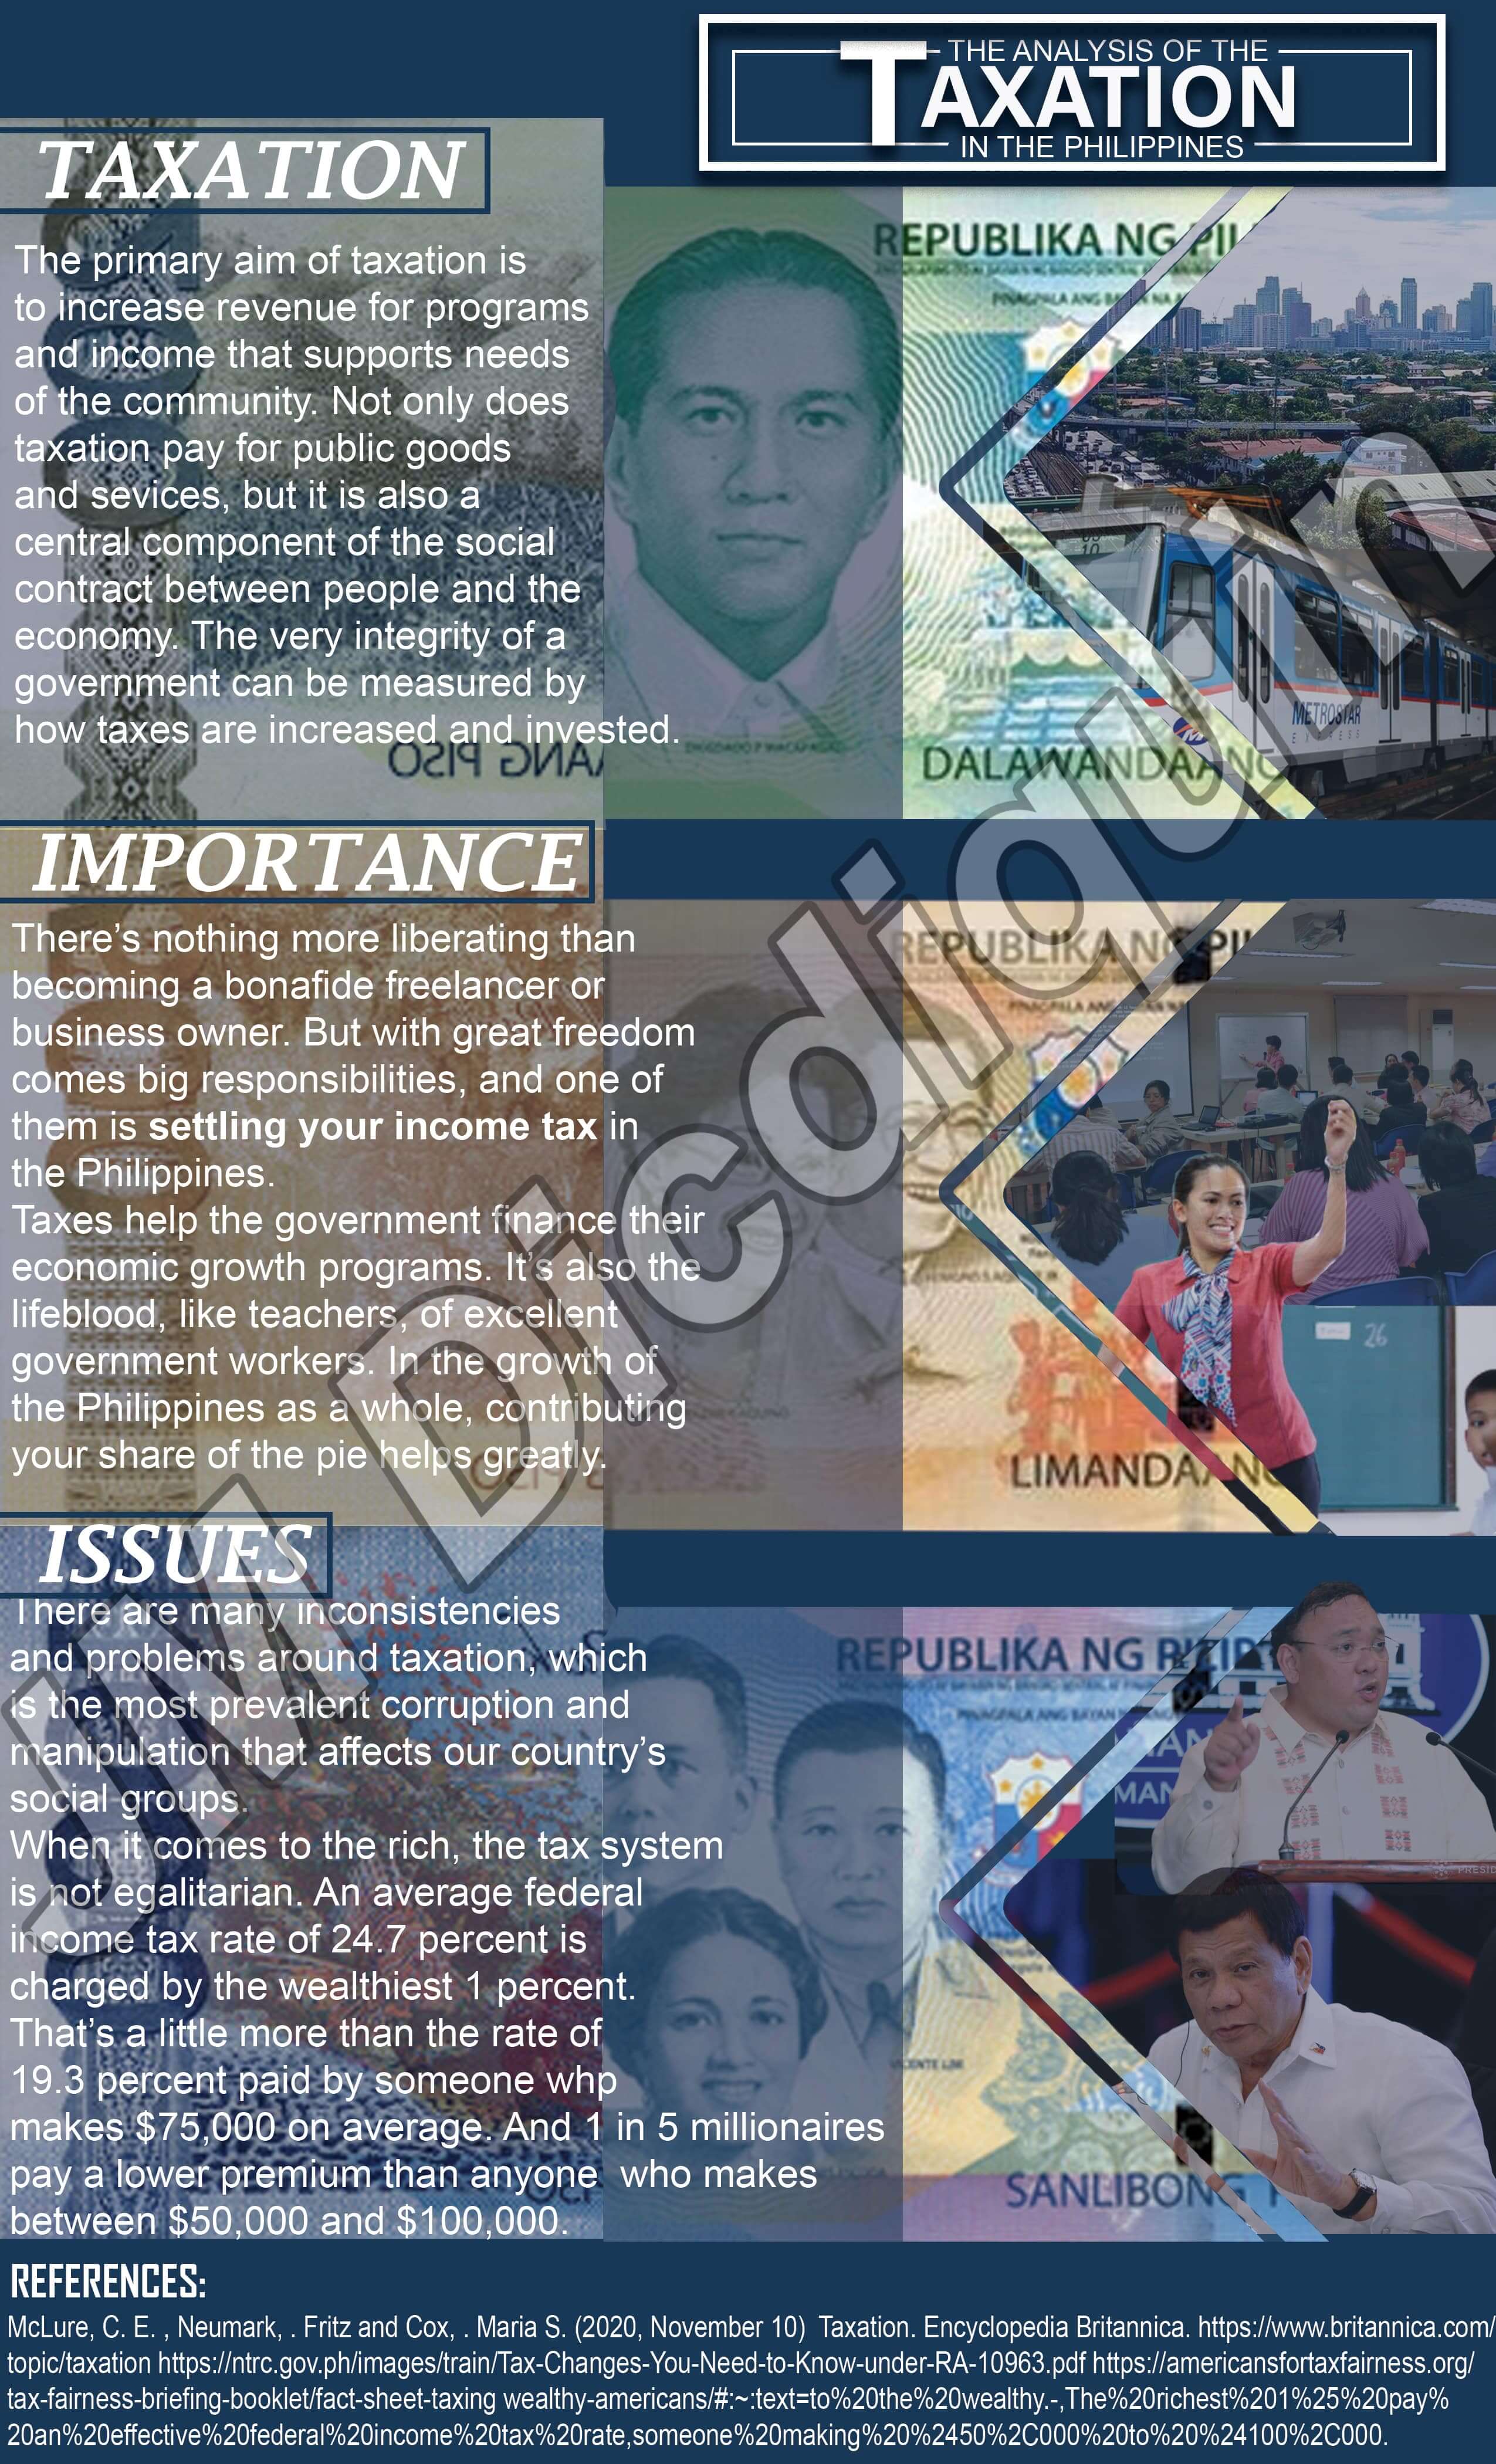 THE ANALYSIS OF THE
TAXATION
IN THE PHILIPPINES
TAXATION
The primary aim of taxation is
to increase revenue for programs
and income that supports needs
of the community. Not only does
taxation pay for public goods
and sevices, but it is also a
central component of the social
contract between people and the
economy. The very integrity of a
government can be measured by
how taxes are increased and invested.
ANG PISO
REPUBLIKA NG PIL
PINAGPALA ANG
DALAWANDAANG
METROSTAR
EXPRESS
IMPORTANCE
There's nothing more liberating than
becoming a bonafide freelancer or
business owner. But with great freedom
comes big responsibilities, and one of
them is settling your income tax in
the Philippines.
Taxes help the government finance their
economic growth programs. It's also the
lifeblood, like teachers, of excellent
government workers. In the growth of
the Philippines as a whole, contributing
your share of the pie helps greatly.
REPUBLIKA NG PI
LIMANDAANG
26
ISSUES
There are many inconsistencies
and problems around taxation, which
is the most prevalent corruption and
manipulation that affects our country's
social groups.
When it comes to the rich, the tax system
is not egalitarian. An average federal
income tax rate of 24.7 percent is
charged by the wealthiest 1 percent.
That's a little more than the rate of
19.3 percent paid by someone whp
makes $75,000 on average. And 1 in 5 millionaires
pay a lower premium than anyone who makes
between $50,000 and $100,000.
REPUBLIKA NG
PINAGPALA ANG BAYAN
VICENTE LIM
SANLIBONG
JM Dicdiquin
REFERENCES:
McLure, C. E. , Neumark, . Fritz and Cox, . Maria S. (2020, November 10) Taxation. Encyclopedia Britannica. https://www.britannica.com/
topic/taxation https://ntrc.gov.ph/images/train/Tax-Changes-You-Need-to-Know-under-RA-10963.pdf https://americansfortaxfairness.org/
tax-fairness-briefing-booklet/fact-sheet-taxing wealthy-americans/#:~:text=to%20the%20wealthy.-,The%20richest%201%25%20pay%
20an%20effective%20federal%20income%20tax%20rate,someone%20making%20%2450%2C000%20to%20%24100%2C000.